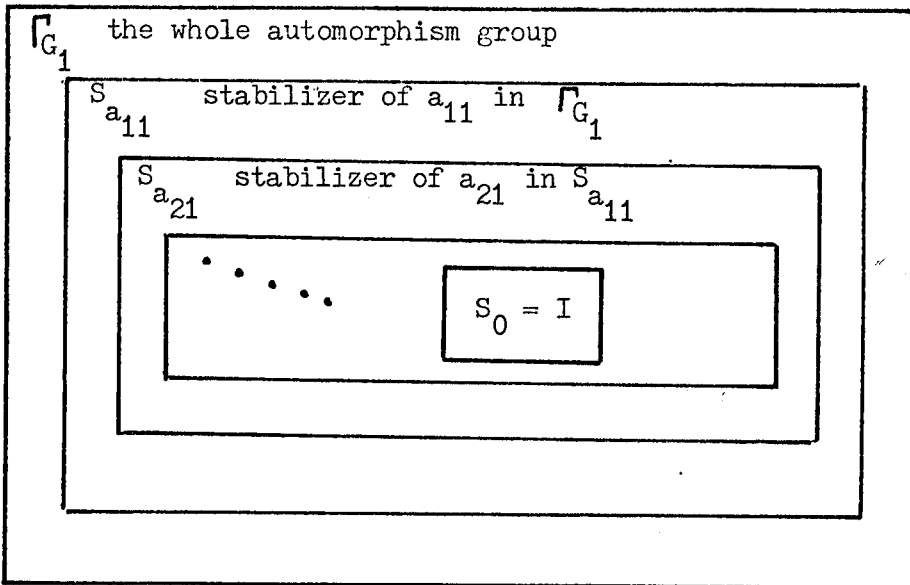 Γ_{G_1} the whole automorphism group
S_{a_{11}} stabilizer of a_{11} in Γ_{G_1}
S_{a_{21}} stabilizer of a_{21} in S_{a_{11}}
S_0 = I